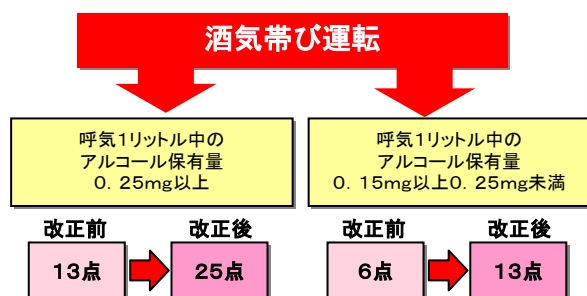 酒気帯び運転
呼気1リットル中の
アルコール保有量
0．25mg以上
呼気1リットル中の
アルコール保有量
0．15mg以上0．25mg未満
改正前
改正後
13点
25点
改正前
改正後
6点
13点